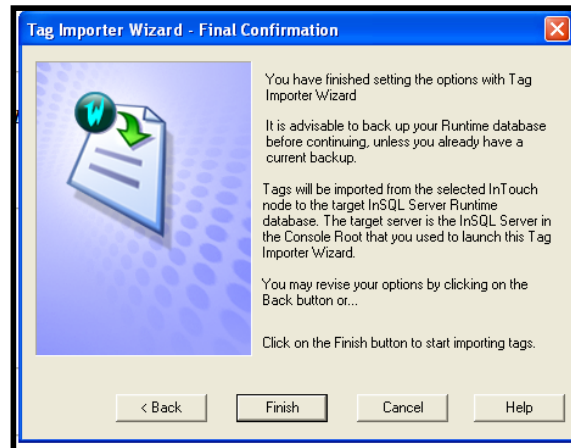 Tag Importer Wizard - Final Confirmation
You have finished setting the options with Tag
Importer Wizard
It is advisable to back up your Runtime database
before continuing, unless you already have a
current backup.
Tags will be imported from the selected InTouch
node to the target InSQL Server Runtime
database. The target server is the InSQL Server in
the Console Root that you used to launch this Tag
Importer Wizard.
You may revise your options by clicking on the
Back button or...
Click on the Finish button to start importing tags.
< Back
Finish
Cancel
Help